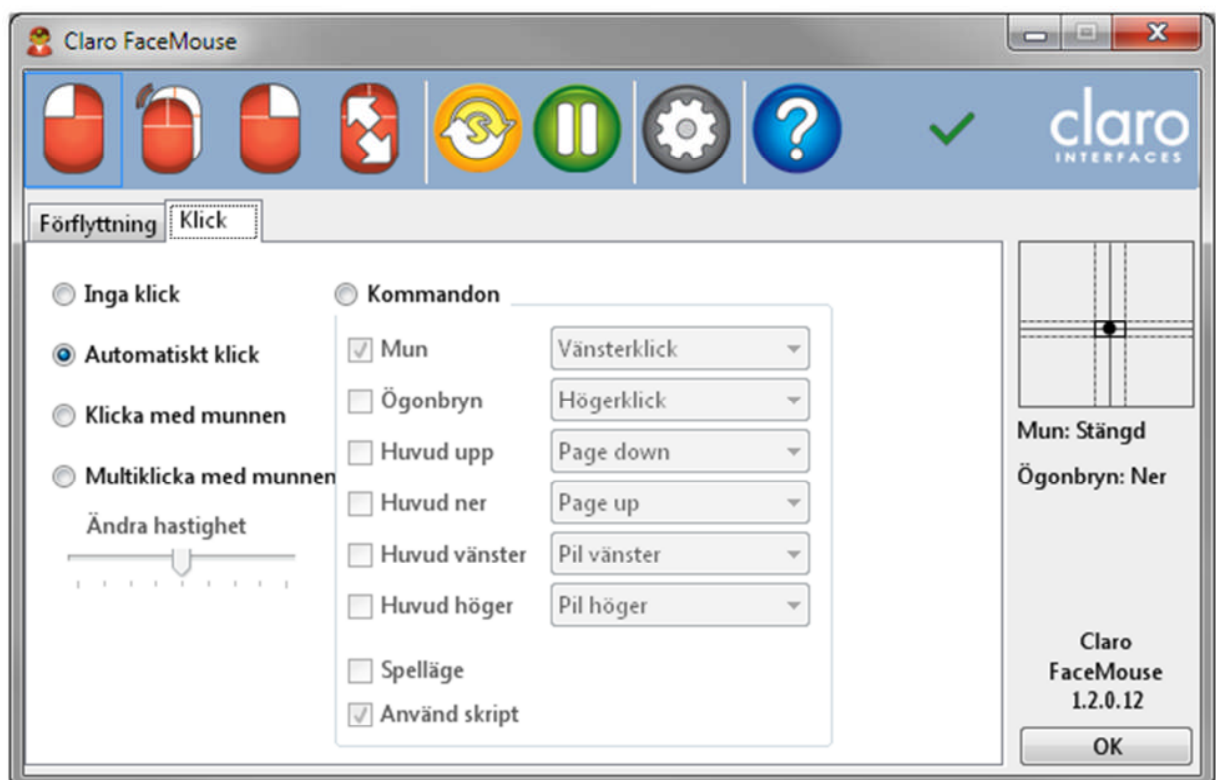 Claro FaceMouse
claro
INTERFACES
Förflyttning
Klick
Inga klick
Automatiskt klick
Klicka med munnen
Multiklicka med munnen
Ändra hastighet
Kommandon
Mun Vänsterklick
Ögonbryn Högerklick
Huvud upp Page down
Huvud ner Page up
Huvud vänster Pil vänster
Huvud höger Pil höger
Spelläge
Använd skript
Mun: Stängd
Ögonbryn: Ner
Claro
FaceMouse
1.2.0.12
OK